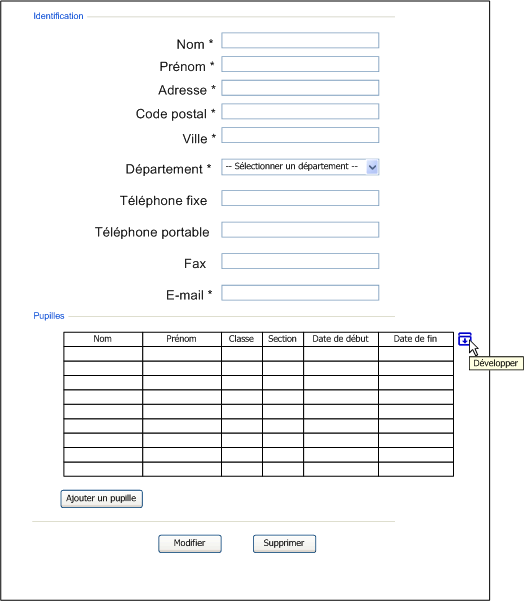 Identification
Nom *
Prénom *
Adresse *
Code postal *
Ville *
Département * -- Sélectionner un département --
Téléphone fixe
Téléphone portable
Fax
E-mail *
Pupilles
Nom Prénom Classe Section Date de début Date de fin
Développer
Ajouter un pupille
Modifier Supprimer